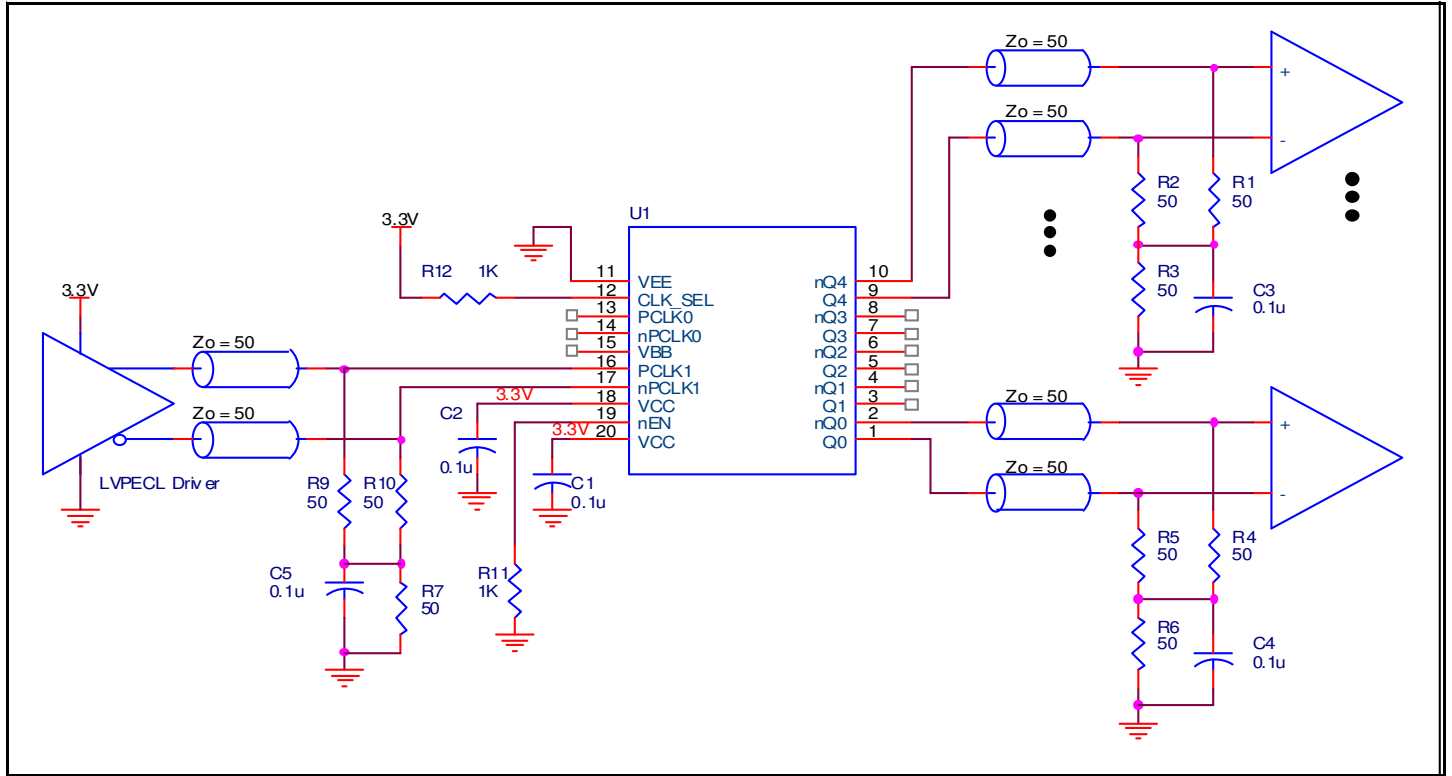 Zo = 50
+
Zo = 50
-
R2
50
R1
50
R3
50
C3
0.1u
U1
3.3V
R12 1K
11 VEE
12 CLK_SEL
13 PCLK0
14 nPCLK0
15 VBB
16 PCLK1
17 nPCLK1
18 VCC
19 nEN
20 VCC
nQ4 10
Q4 9
nQ3 8
Q3 7
nQ2 6
Q2 5
nQ1 4
Q1 3
nQ0 2
Q0 1
3.3V
Zo = 50
Zo = 50
LVPECL Driver
3.3V
C2
0.1u
3.3V
C1
0.1u
R9
50
R10
50
C5
0.1u
R7
50
R11
1K
Zo = 50
+
Zo = 50
-
R5
50
R4
50
R6
50
C4
0.1u